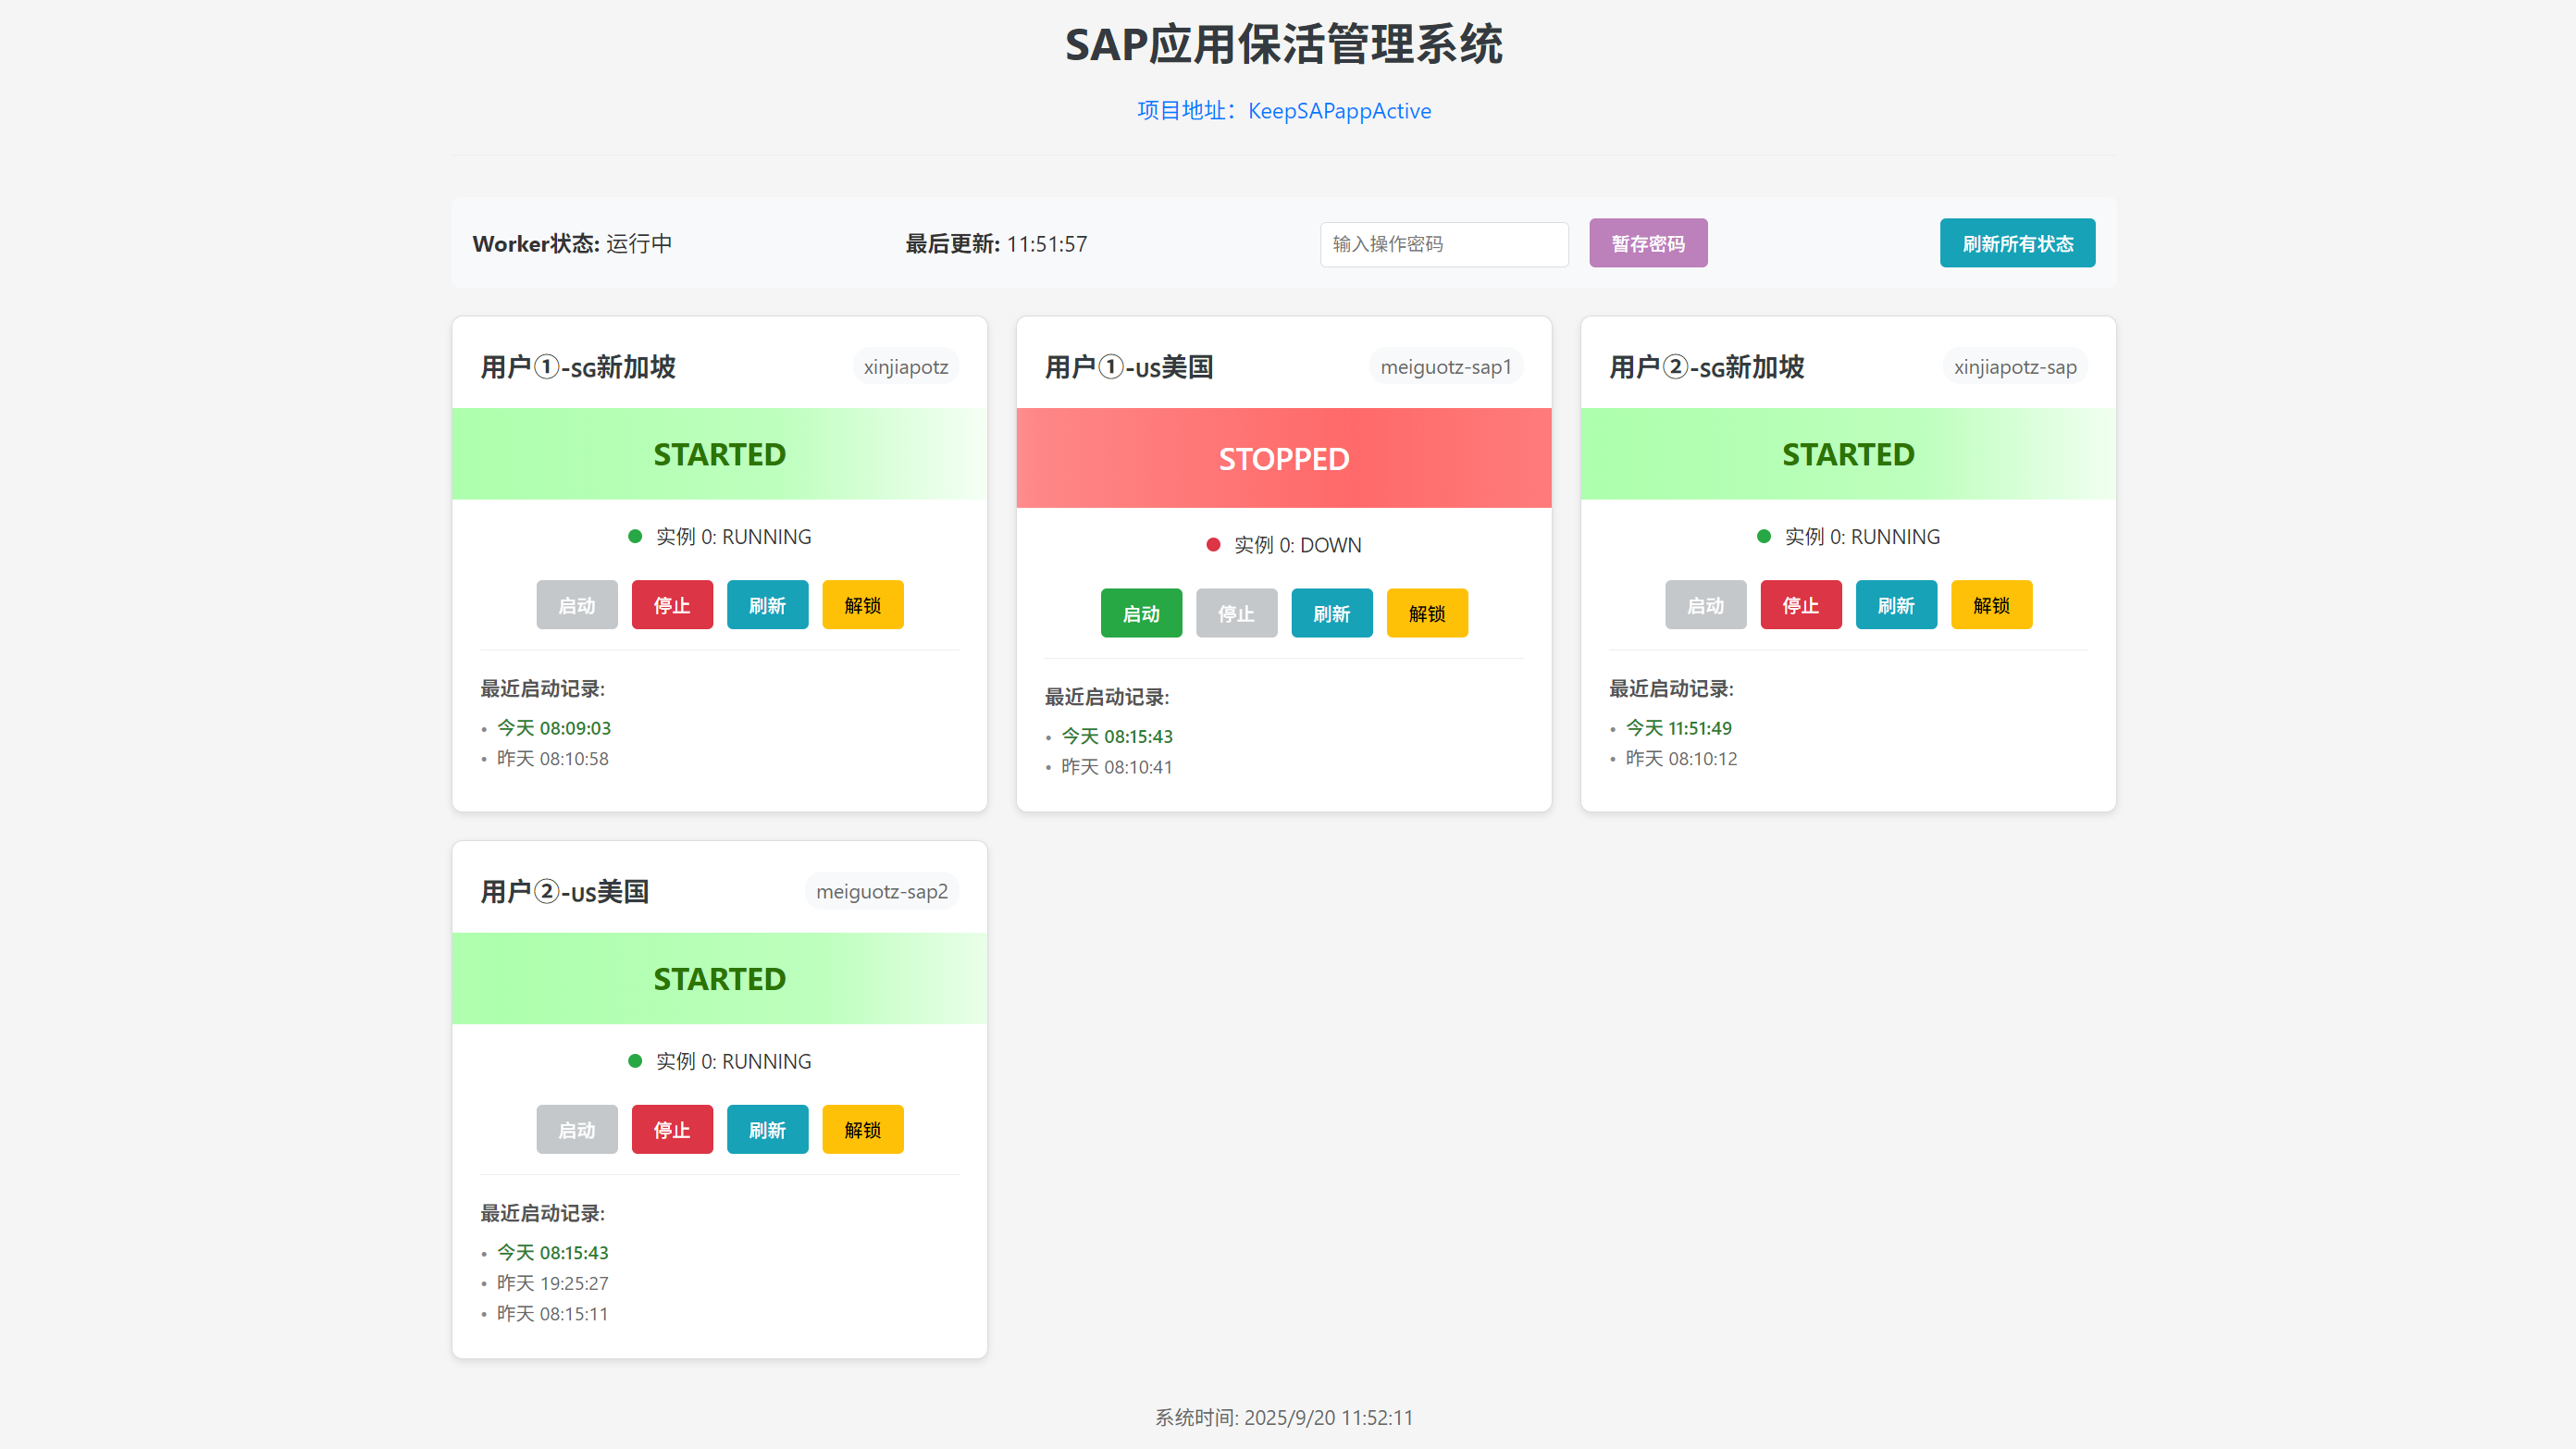 SAP应用保活管理系统
项目地址：KeepSAPappActive
Worker状态: 运行中
最后更新: 11:51:57
输入操作密码
暂存密码
刷新所有状态
用户①-SG新加坡
xinjiapotz
STARTED
实例 0: RUNNING
启动 停止 刷新 解锁
最近启动记录:
• 今天 08:09:03
• 昨天 08:10:58
用户①-US美国
meiguotz-sap1
STOPPED
实例 0: DOWN
启动 停止 刷新 解锁
最近启动记录:
• 今天 08:15:43
• 昨天 08:10:41
用户②-SG新加坡
xinjiapotz-sap
STARTED
实例 0: RUNNING
启动 停止 刷新 解锁
最近启动记录:
• 今天 11:51:49
• 昨天 08:10:12
用户②-US美国
meiguotz-sap2
STARTED
实例 0: RUNNING
启动 停止 刷新 解锁
最近启动记录:
• 今天 08:15:43
• 昨天 19:25:27
• 昨天 08:15:11
系统时间: 2025/9/20 11:52:11